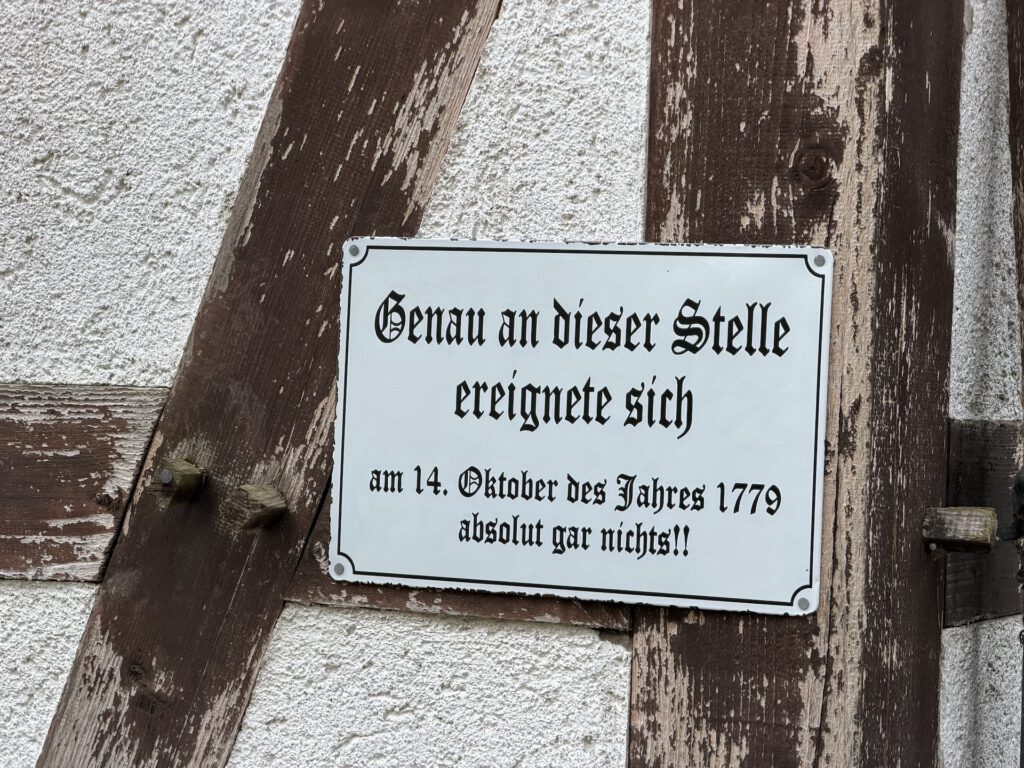 Genau an dieser Stelle
ereignete sich
am 14. Oktober des Jahres 1779
absolut gar nichts!!